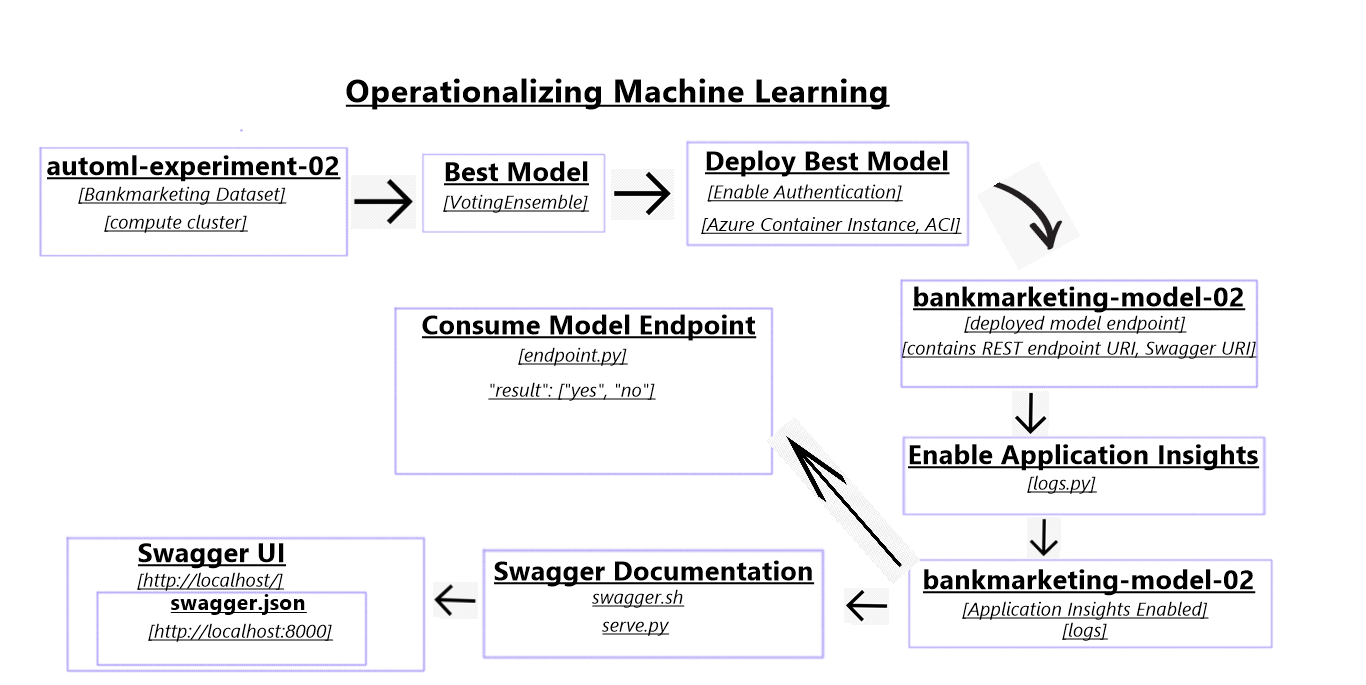 Operationalizing Machine Learning
automl-experiment-02
[Bankmarketing Dataset]
[compute cluster]
Best Model
[VotingEnsemble]
Deploy Best Model
[Enable Authentication]
[Azure Container Instance, ACI]
bankmarketing-model-02
[deployed model endpoint]
[contains REST endpoint URI, Swagger URI]
Enable Application Insights
[logs.py]
bankmarketing-model-02
[Application Insights Enabled]
[logs]
Consume Model Endpoint
[endpoint.py]
"result": ["yes", "no"]
Swagger Documentation
swagger.sh
serve.py
Swagger UI
[http://localhost/]
swagger.json
[http://localhost:8000]